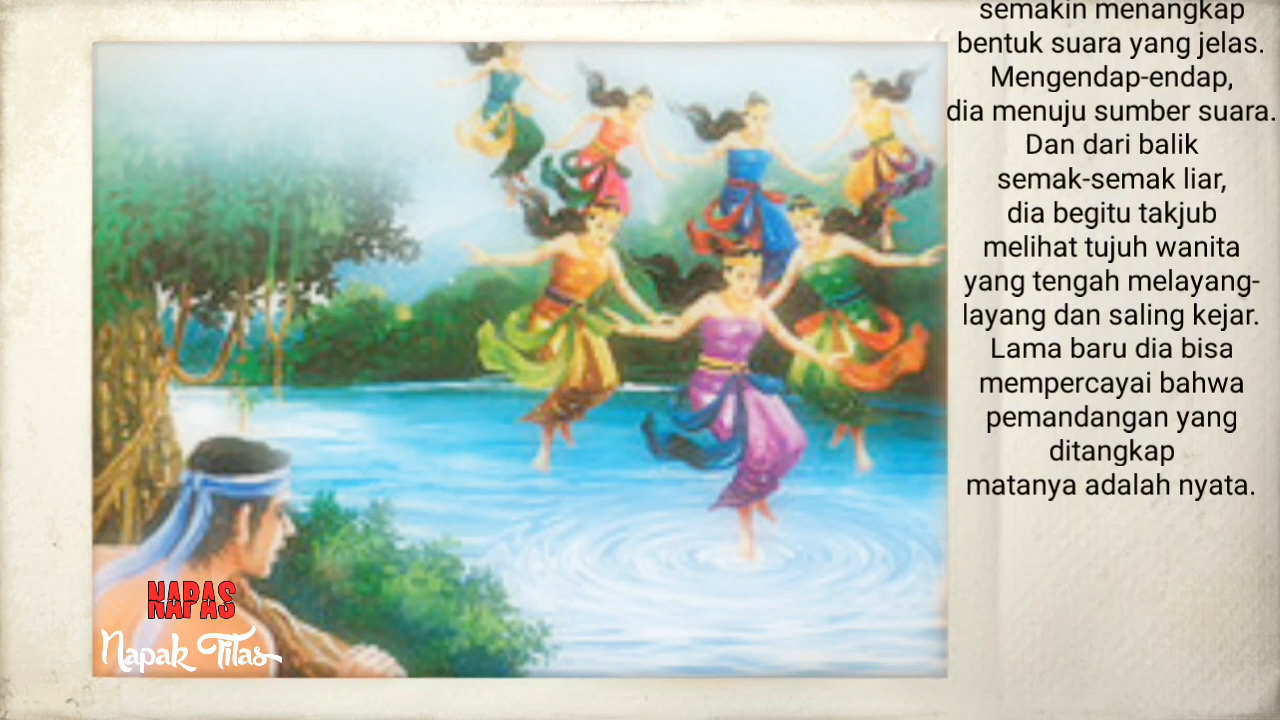 semakin menangkap
bentuk suara yang jelas.
Mengendap-endap,
dia menuju sumber suara.
Dan dari balik
semak-semak liar,
dia begitu takjub
melihat tujuh wanita
yang tengah melayang-
layang dan saling kejar.
Lama baru dia bisa
mempercayai bahwa
pemandangan yang
ditangkap
matanya adalah nyata.
NAPAS
Napak Tilas